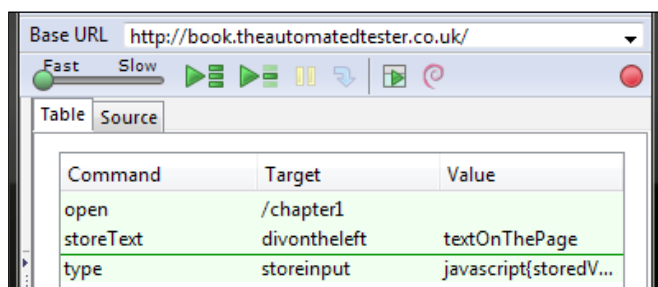 Base URL http://book.theautomatedtester.co.uk/
Fast Slow
Table Source
Command Target Value
open /chapter1
storeText divontheleft textOnThePage
type storeinput javascript{storedV...